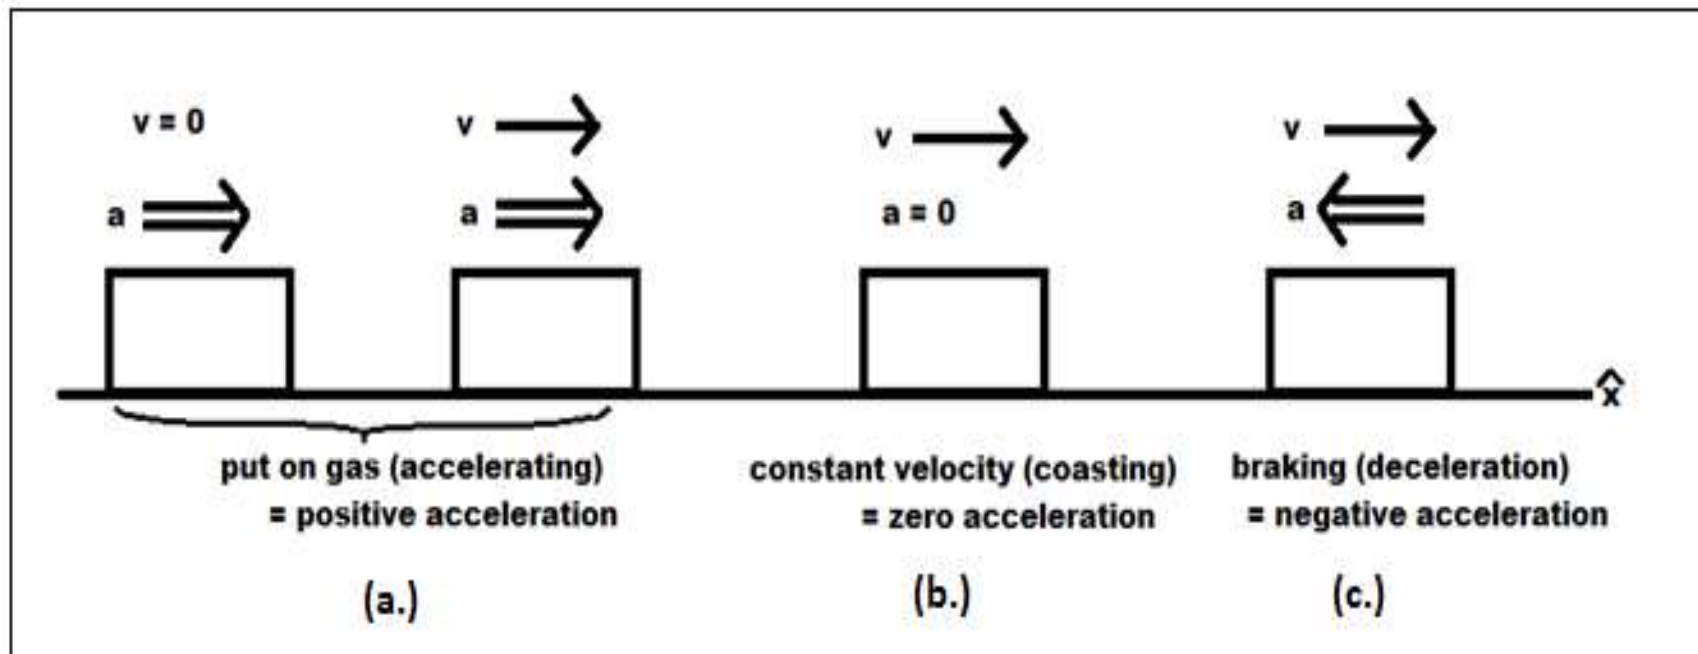 v = 0
a
v
a
v
a = 0
v
a
x̂
put on gas (accelerating)
= positive acceleration
(a.)
constant velocity (coasting)
= zero acceleration
(b.)
braking (deceleration)
= negative acceleration
(c.)